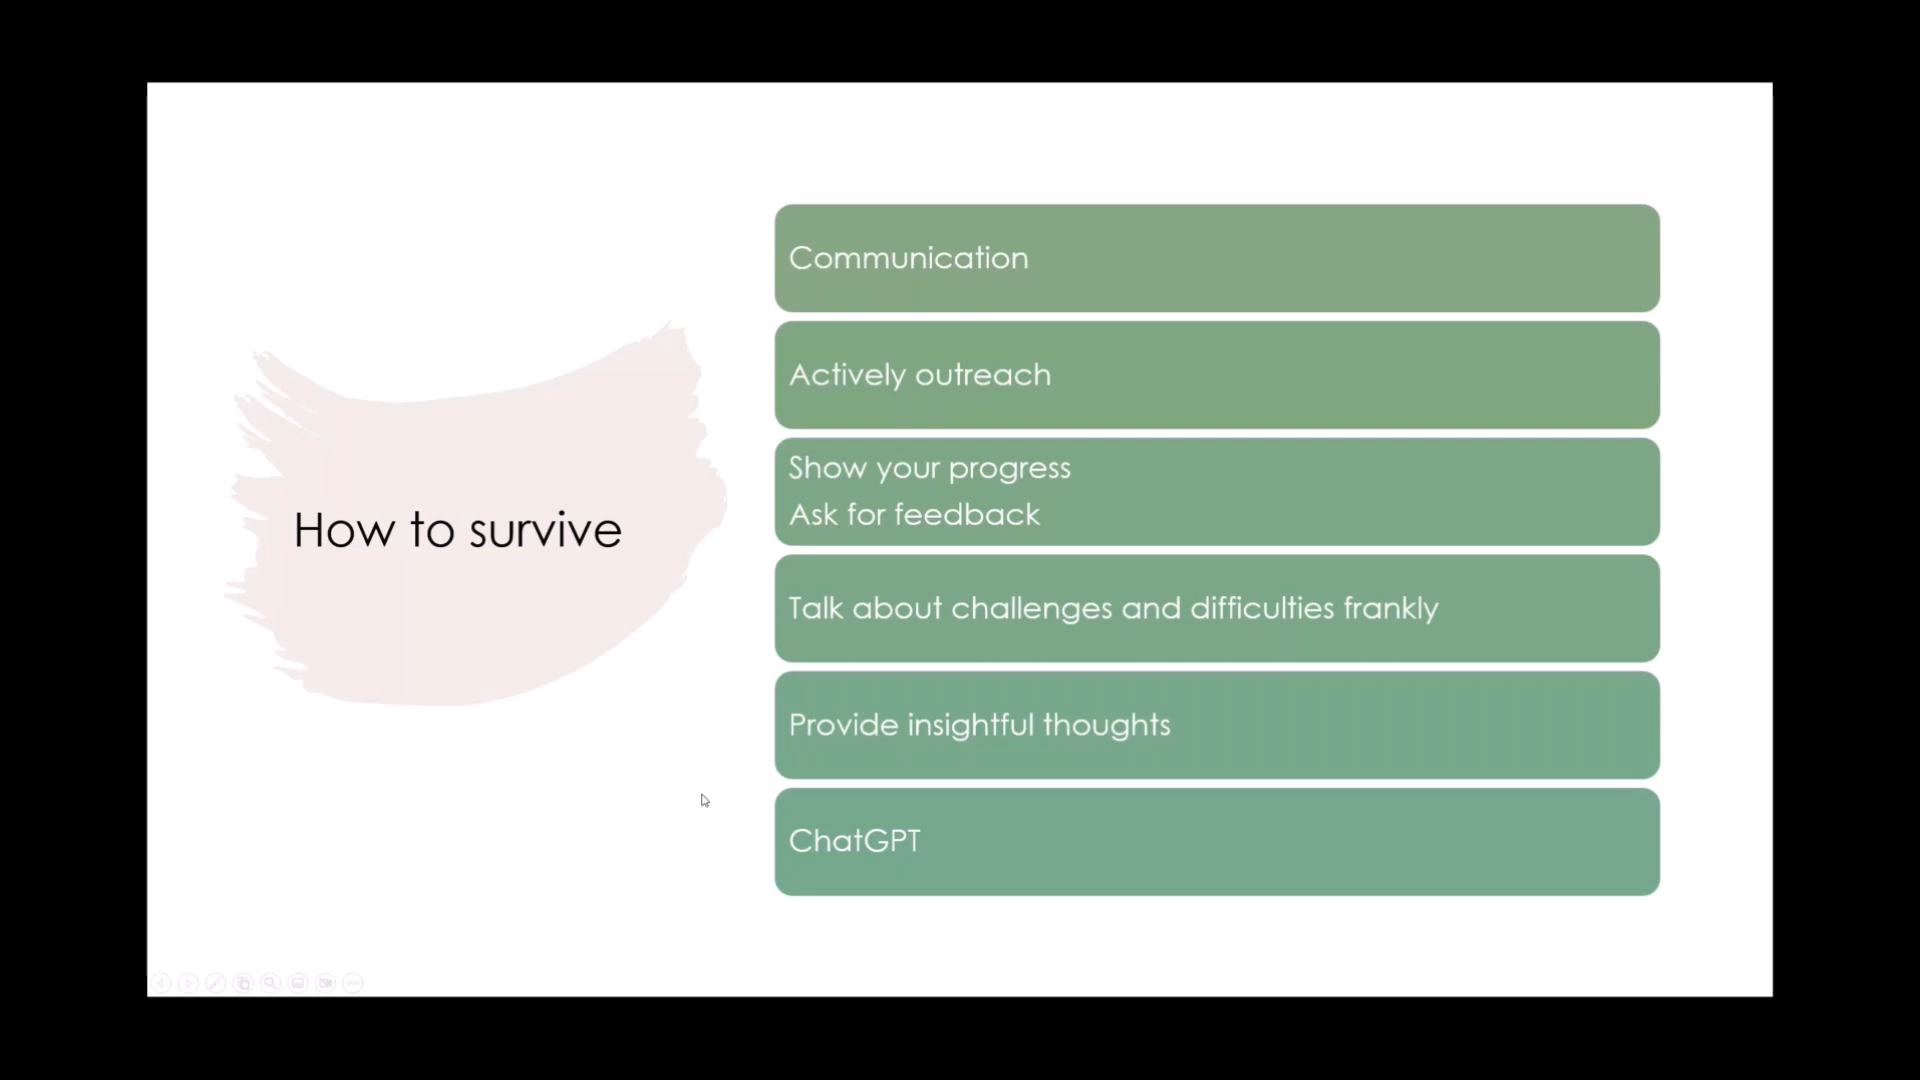 How to survive
Communication
Actively outreach
Show your progress
Ask for feedback
Talk about challenges and difficulties frankly
Provide insightful thoughts
ChatGPT